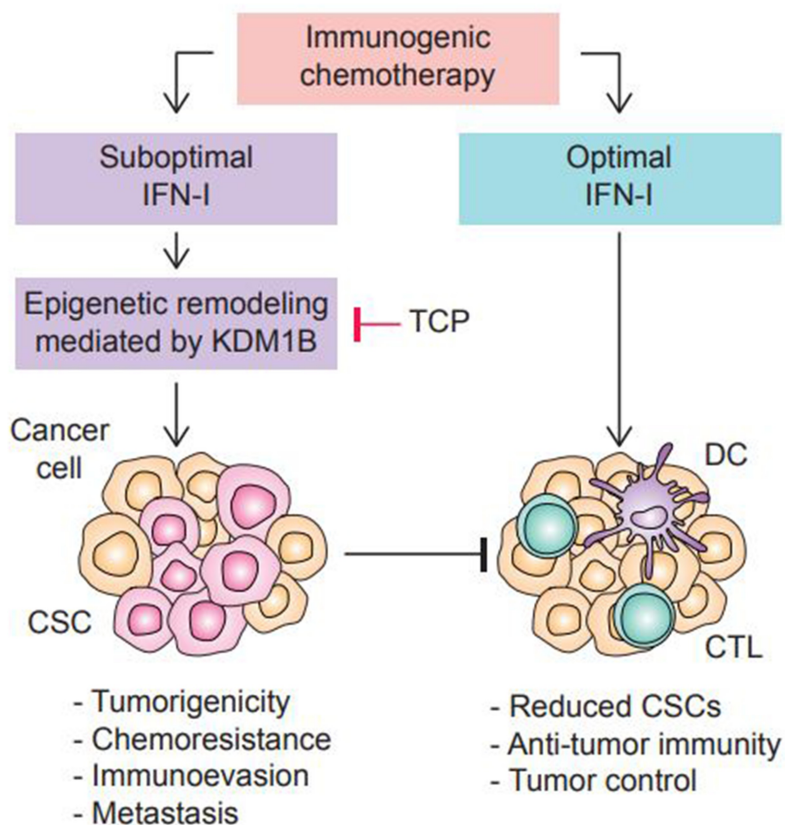 Immunogenic
chemotherapy
Suboptimal
IFN-I
Optimal
IFN-I
Epigenetic remodeling
mediated by KDM1B
TCP
Cancer
cell
DC
CSC
CTL
- Tumorigenicity
- Chemoresistance
- Immunoevasion
- Metastasis
- Reduced CSCs
- Anti-tumor immunity
- Tumor control